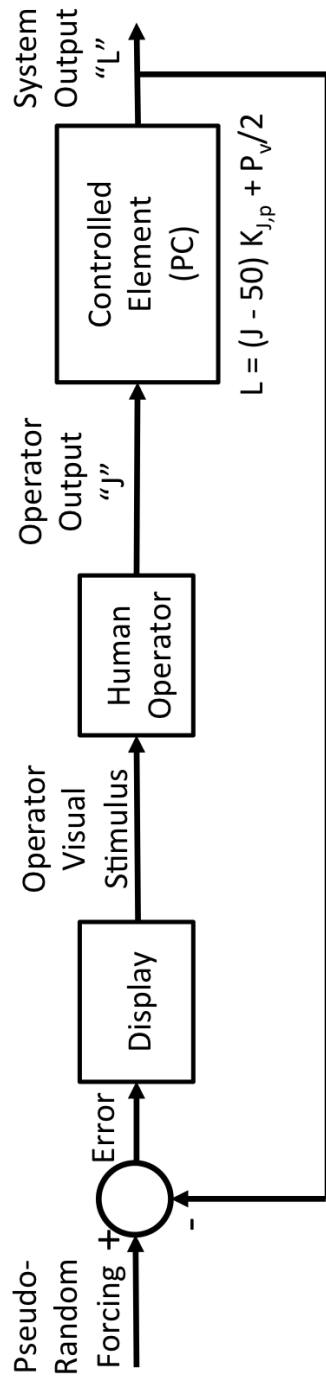 Pseudo-
Random
Forcing
+
-
Error
Display
Operator
Visual
Stimulus
Human
Operator
Operator
Output
“J”
Controlled
Element
(PC)
L = (J - 50) K_{J,p} + P_v/2
System
Output
“L”